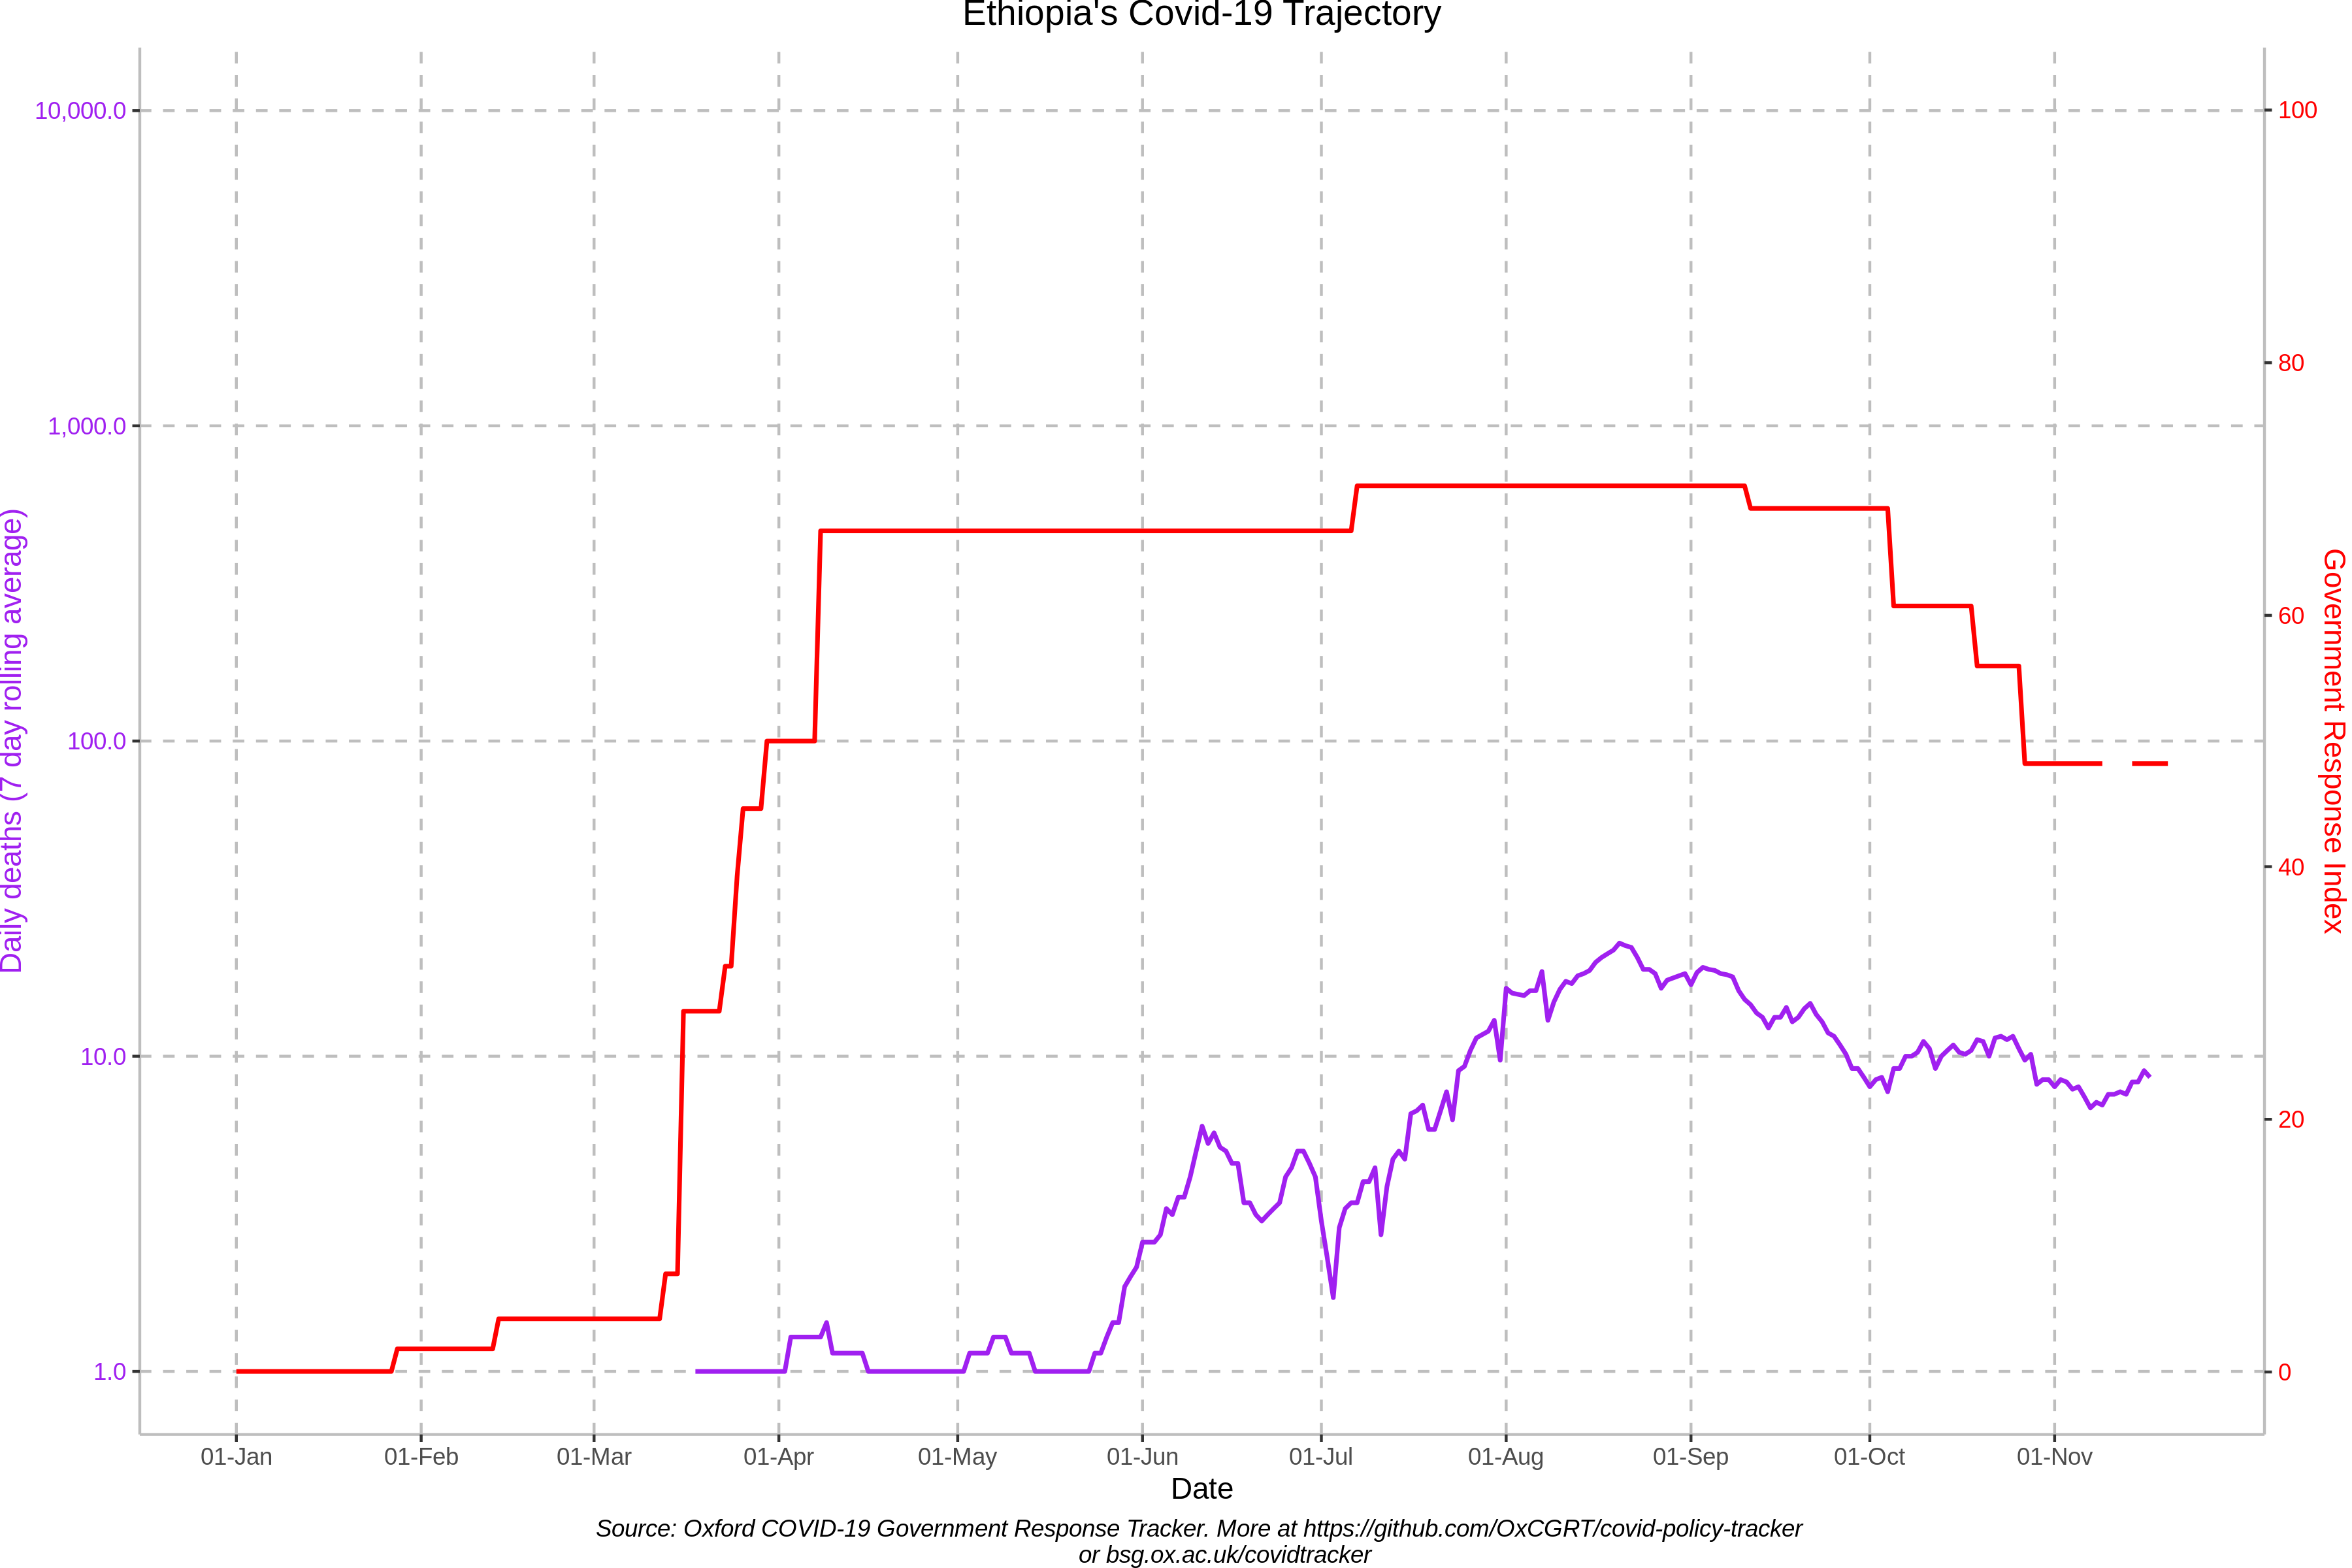 Ethiopia's Covid-19 Trajectory
10,000.0
1,000.0
100.0
10.0
1.0
Daily deaths (7 day rolling average)
100
80
60
40
20
0
Government Response Index
01-Jan 01-Feb 01-Mar 01-Apr 01-May 01-Jun 01-Jul 01-Aug 01-Sep 01-Oct 01-Nov
Date
Source: Oxford COVID-19 Government Response Tracker. More at https://github.com/OxCGRT/covid-policy-tracker
or bsg.ox.ac.uk/covidtracker